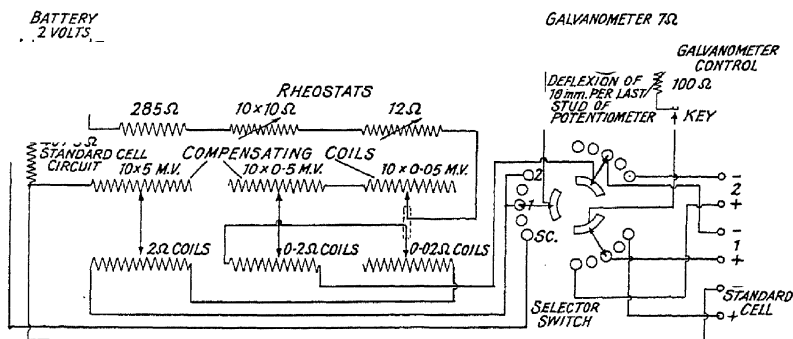 BATTERY
2 VOLTS
GALVANOMETER 7Ω
GALVANOMETER
CONTROL
100 Ω
DEFLEXION OF
10 mm. PER LAST
STUD OF
POTENTIOMETER
KEY
RHEOSTATS
285Ω
10×10Ω
12Ω
STANDARD CELL
CIRCUIT
COMPENSATING COILS
10×5 M.V.
10×0·5 M.V.
10×0·05 M.V.
2Ω COILS
0·2Ω COILS
0·02Ω COILS
2
1
SC.
SELECTOR
SWITCH
−
2
+
−
1
+
−
STANDARD
CELL
+